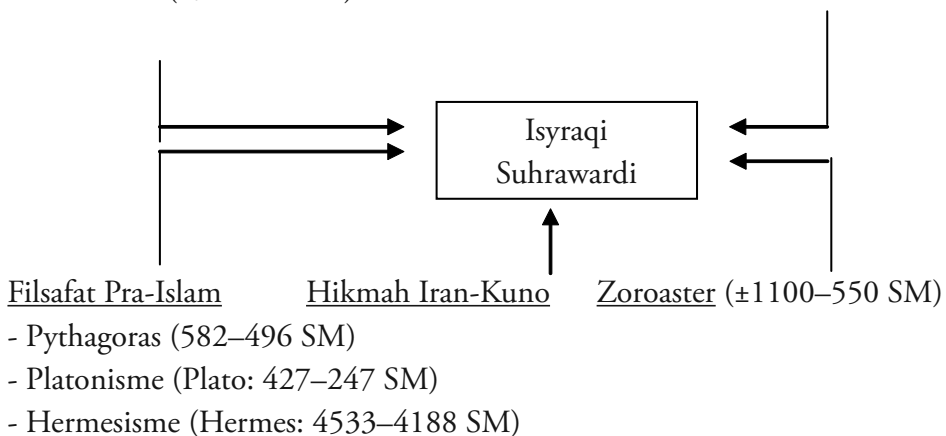 Isyraqi
Suhrawardi
Filsafat Pra-Islam Hikmah Iran-Kuno Zoroaster (±1100–550 SM)
- Pythagoras (582–496 SM)
- Platonisme (Plato: 427–247 SM)
- Hermesisme (Hermes: 4533–4188 SM)